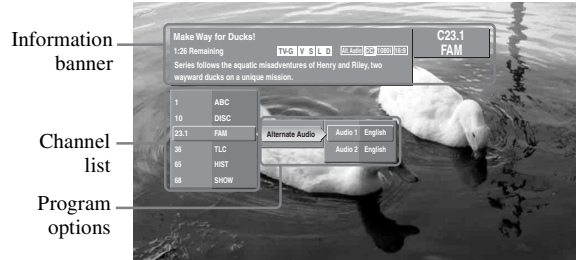 Information
banner
Make Way for Ducks!
1:26 Remaining
TV-G V S L D
Alt. Audio CC 1080I 16:9
C23.1
FAM
Series follows the aquatic misadventures of Henry and Riley, two
wayward ducks on a unique mission.
Channel
list
1 ABC
10 DISC
23.1 FAM
36 TLC
65 HIST
68 SHOW
Alternate Audio
Audio 1 English
Audio 2 English
Program
options